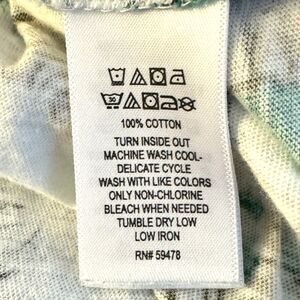 30
100% COTTON
TURN INSIDE OUT
MACHINE WASH COOL-
DELICATE CYCLE
WASH WITH LIKE COLORS
ONLY NON-CHLORINE
BLEACH WHEN NEEDED
TUMBLE DRY LOW
LOW IRON
RN# 59478